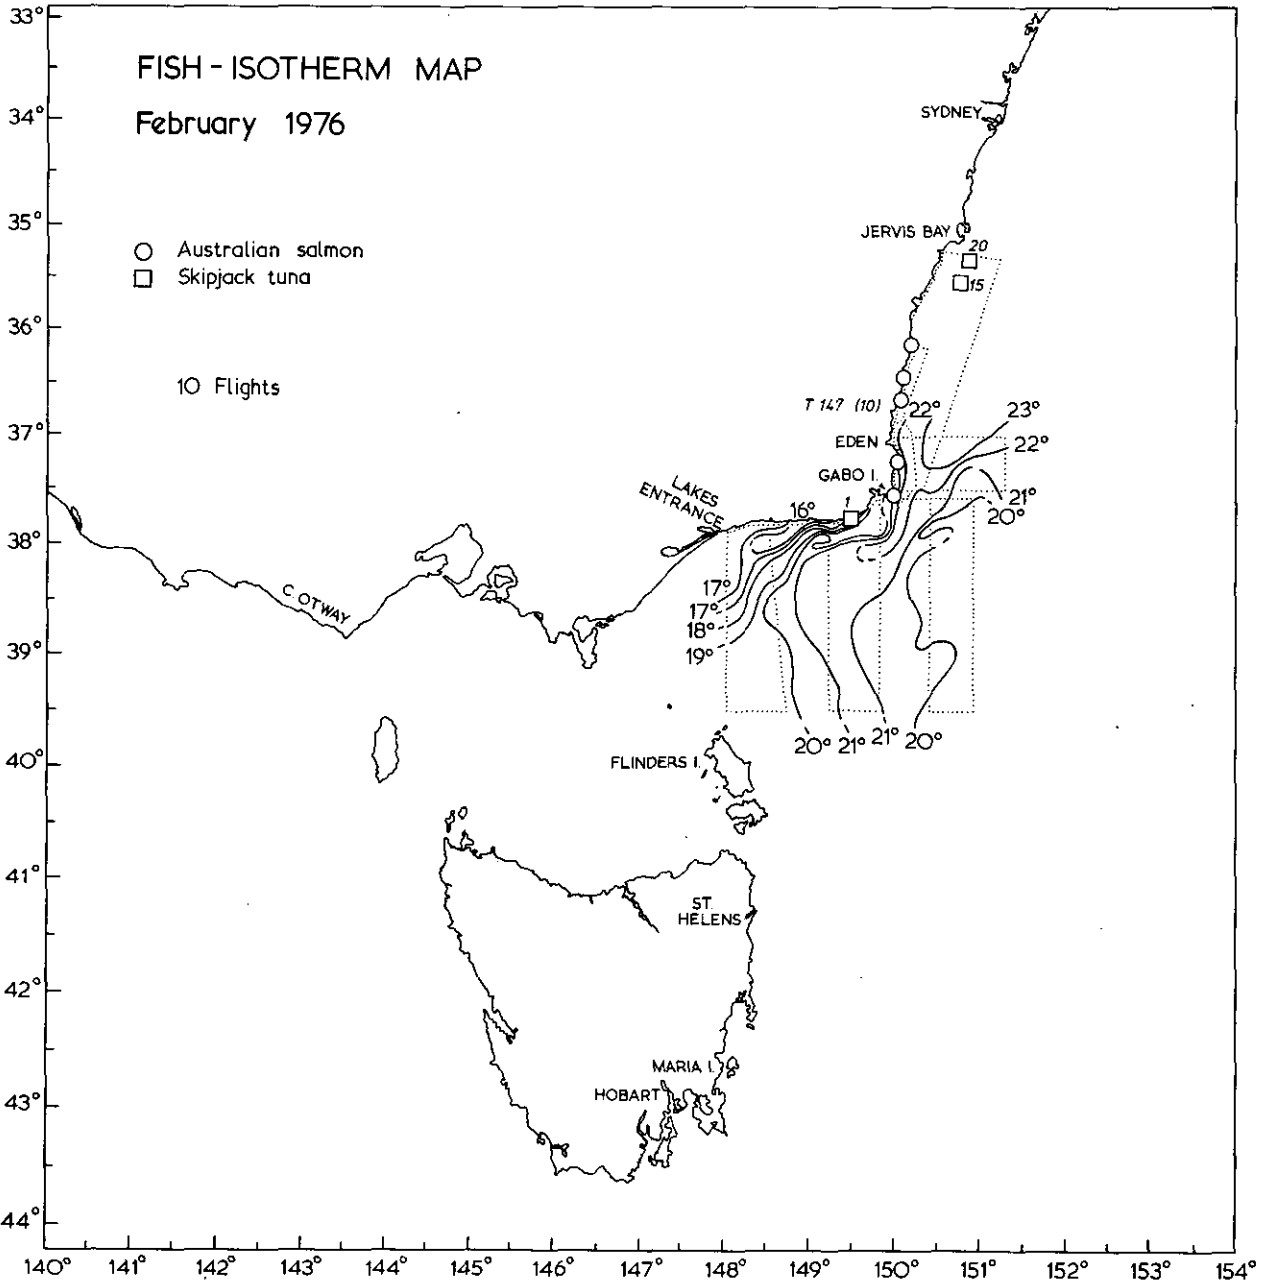 FISH-ISOTHERM MAP
February 1976
Australian salmon
Skipjack tuna
10 Flights
33°
34°
35°
36°
37°
38°
39°
40°
41°
42°
43°
44°
SYDNEY
JERVIS BAY
20
15
T 147 (10)
22°
23°
EDEN
22°
GABO I.
LAKES
ENTRANCE
1
16°
21°
20°
C. OTWAY
17°
17°
18°
19°
20°
21°
21°
20°
FLINDERS I.
ST.
HELENS
MARIA I.
HOBART
140°
141°
142°
143°
144°
145°
146°
147°
148°
149°
150°
151°
152°
153°
154°